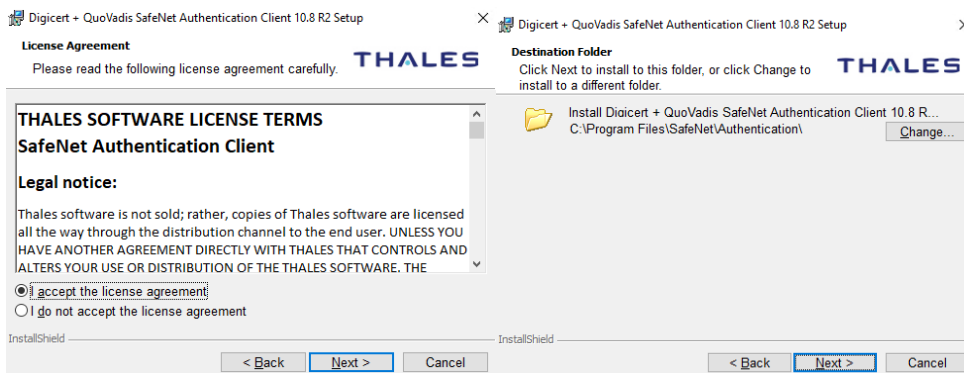 Digicert + QuoVadis SafeNet Authentication Client 10.8 R2 Setup
License Agreement
Please read the following license agreement carefully.
THALES
THALES SOFTWARE LICENSE TERMS
SafeNet Authentication Client
Legal notice:
Thales software is not sold; rather, copies of Thales software are licensed
all the way through the distribution channel to the end user. UNLESS YOU
HAVE ANOTHER AGREEMENT DIRECTLY WITH THALES THAT CONTROLS AND
ALTERS YOUR USE OR DISTRIBUTION OF THE THALES SOFTWARE. THE
I accept the license agreement
I do not accept the license agreement
InstallShield
< Back Next > Cancel
Digicert + QuoVadis SafeNet Authentication Client 10.8 R2 Setup
Destination Folder
Click Next to install to this folder, or click Change to
install to a different folder.
THALES
Install Digicert + QuoVadis SafeNet Authentication Client 10.8 R...
C:\Program Files\SafeNet\Authentication\
Change...
InstallShield
< Back Next > Cancel